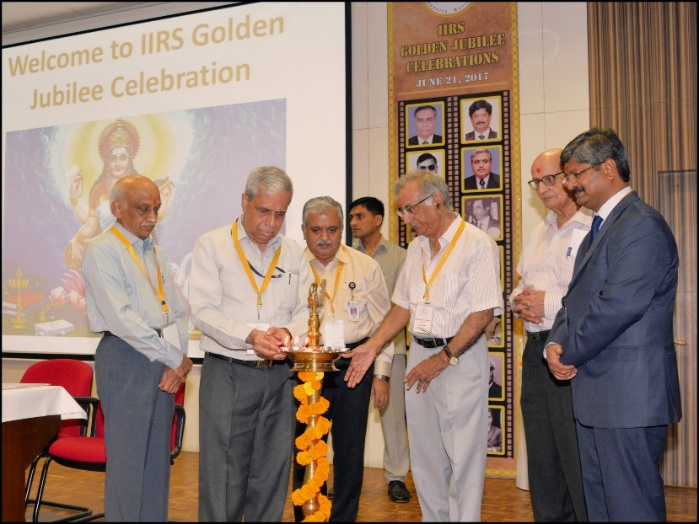 Welcome to IIRS Golden
Jubilee Celebration
IIRS
GOLDEN JUBILEE
CELEBRATIONS
JUNE 21, 2017